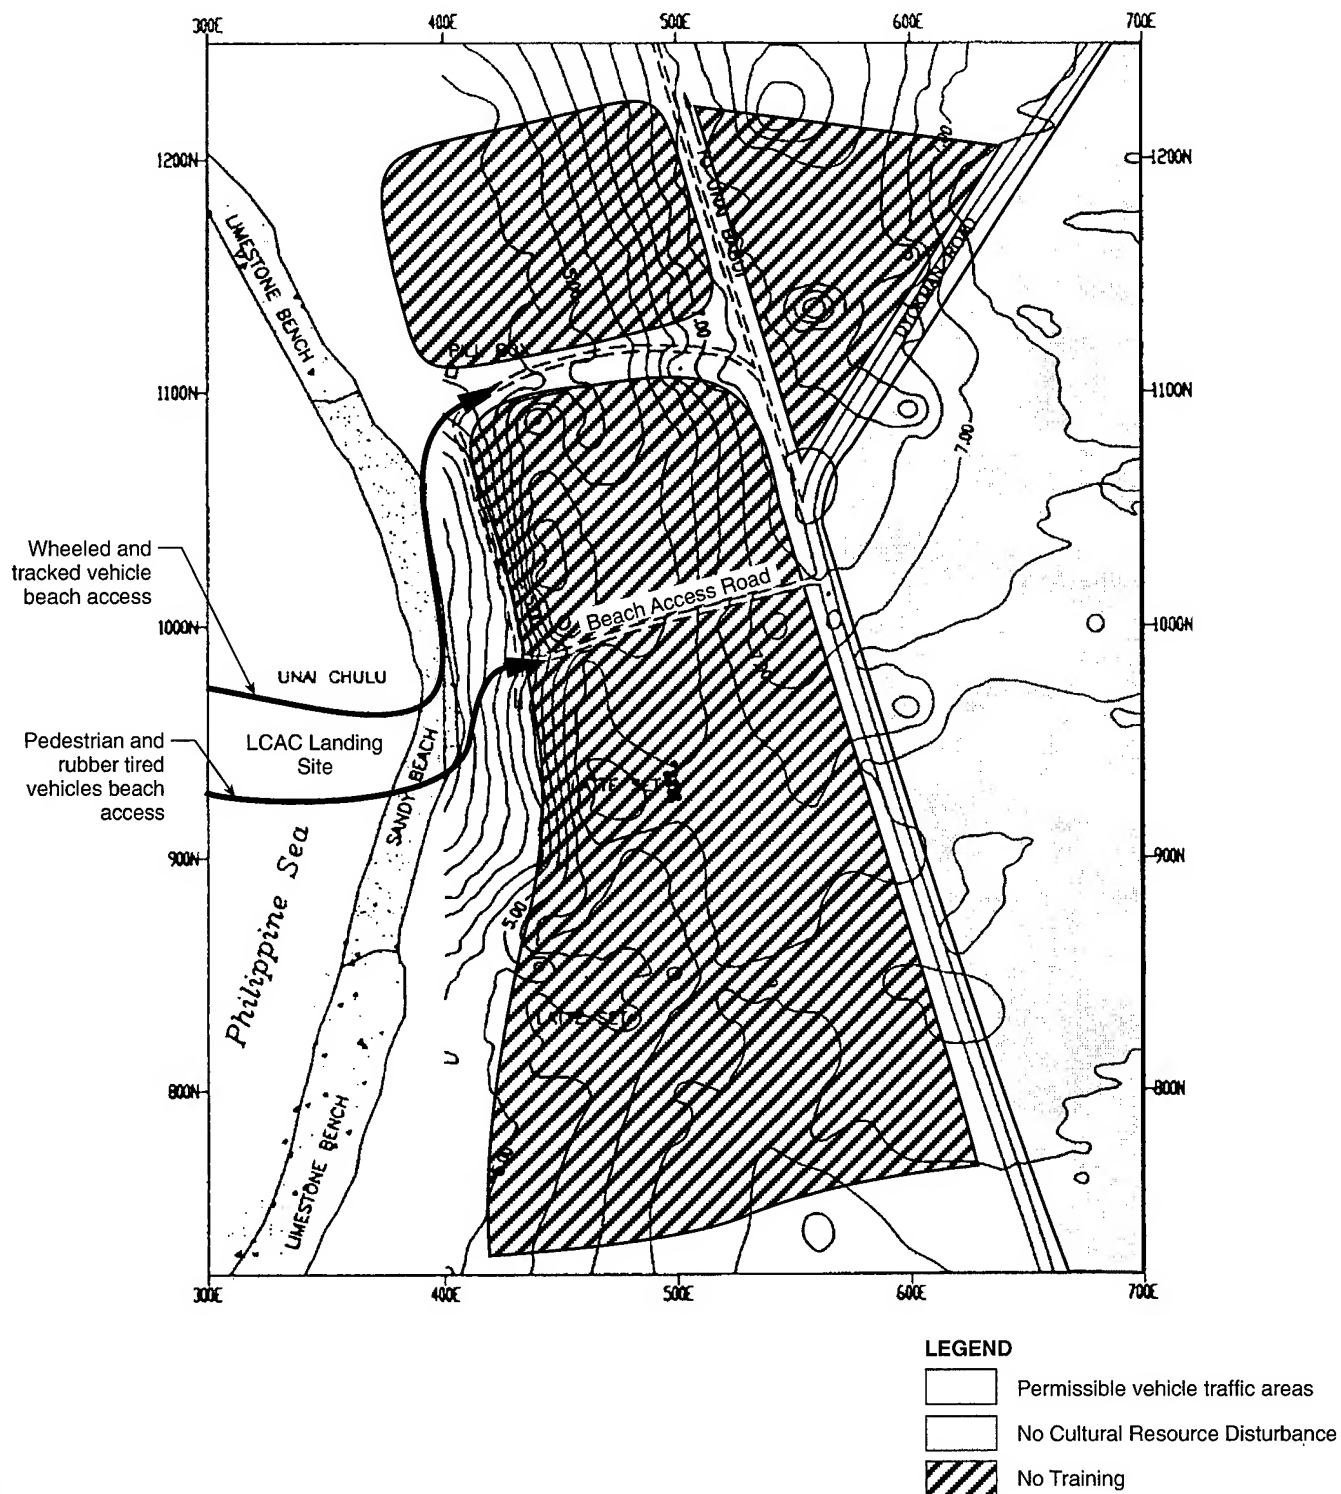 300E
400E
500E
600E
700E
1200N
1200N
1100N
1100N
1000N
1000N
900N
900N
800N
800N
LIMESTONE BENCH
PILL BOX
5.00
7.00
Wheeled and
tracked vehicle
beach access
Beach Access Road
UNAI CHULU
LCAC Landing
Site
Pedestrian and
rubber tired
vehicles beach
access
SANDY BEACH
Philippine Sea
5.00
LATTE SET
LIMESTONE BENCH
300E
400E
500E
600E
700E
LEGEND
Permissible vehicle traffic areas
No Cultural Resource Disturbance
No Training